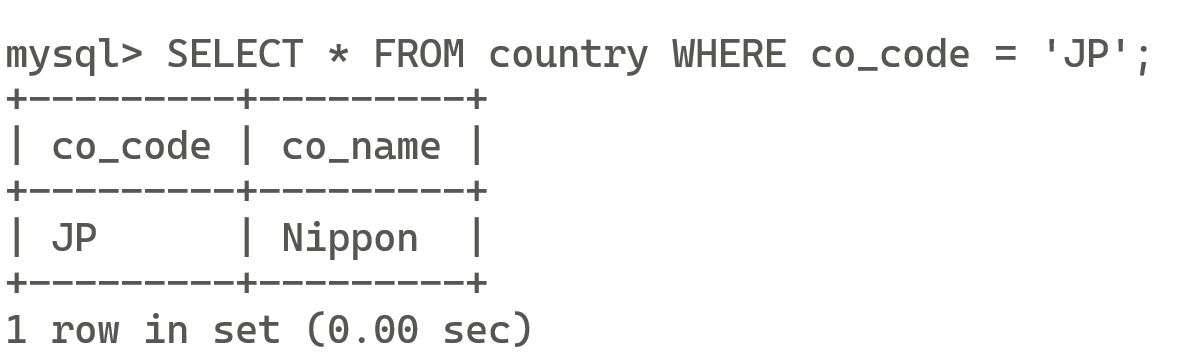 mysql> SELECT * FROM country WHERE co_code = 'JP';
+---------+---------+
| co_code | co_name |
+---------+---------+
| JP      | Nippon  |
+---------+---------+
1 row in set (0.00 sec)